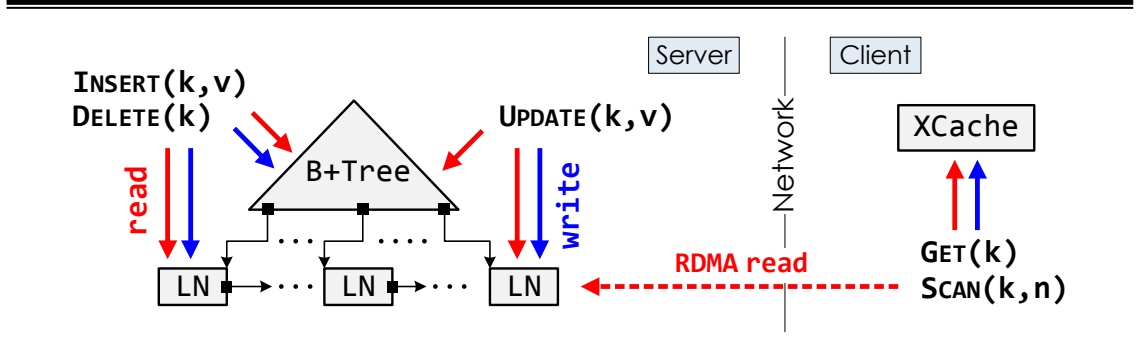 Server
Client
INSERT(k,v)
DELETE(k)
UPDATE(k,v)
XCache
Network
B+Tree
read
write
....
....
GET(k)
SCAN(k,n)
RDMA read
LN
...
LN
...
LN